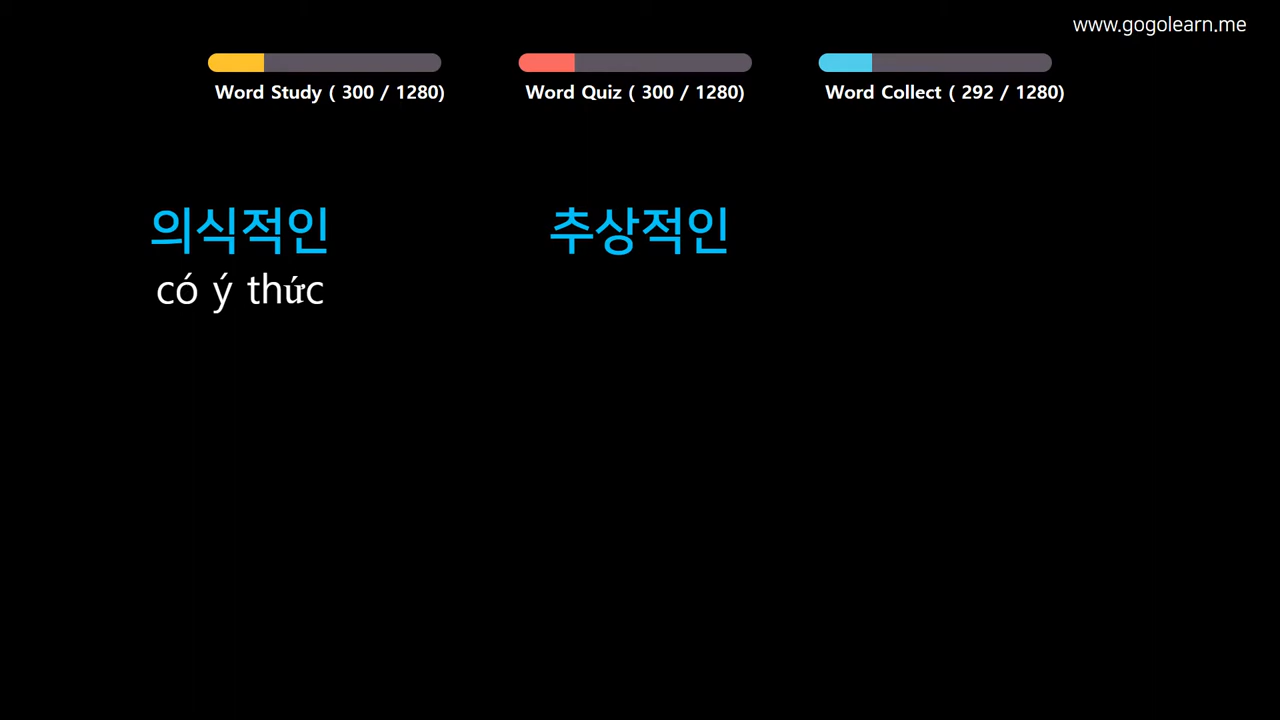 www.gogolearn.me
Word Study ( 300 / 1280)
Word Quiz ( 300 / 1280)
Word Collect ( 292 / 1280)
의식적인
có ý thức
추상적인